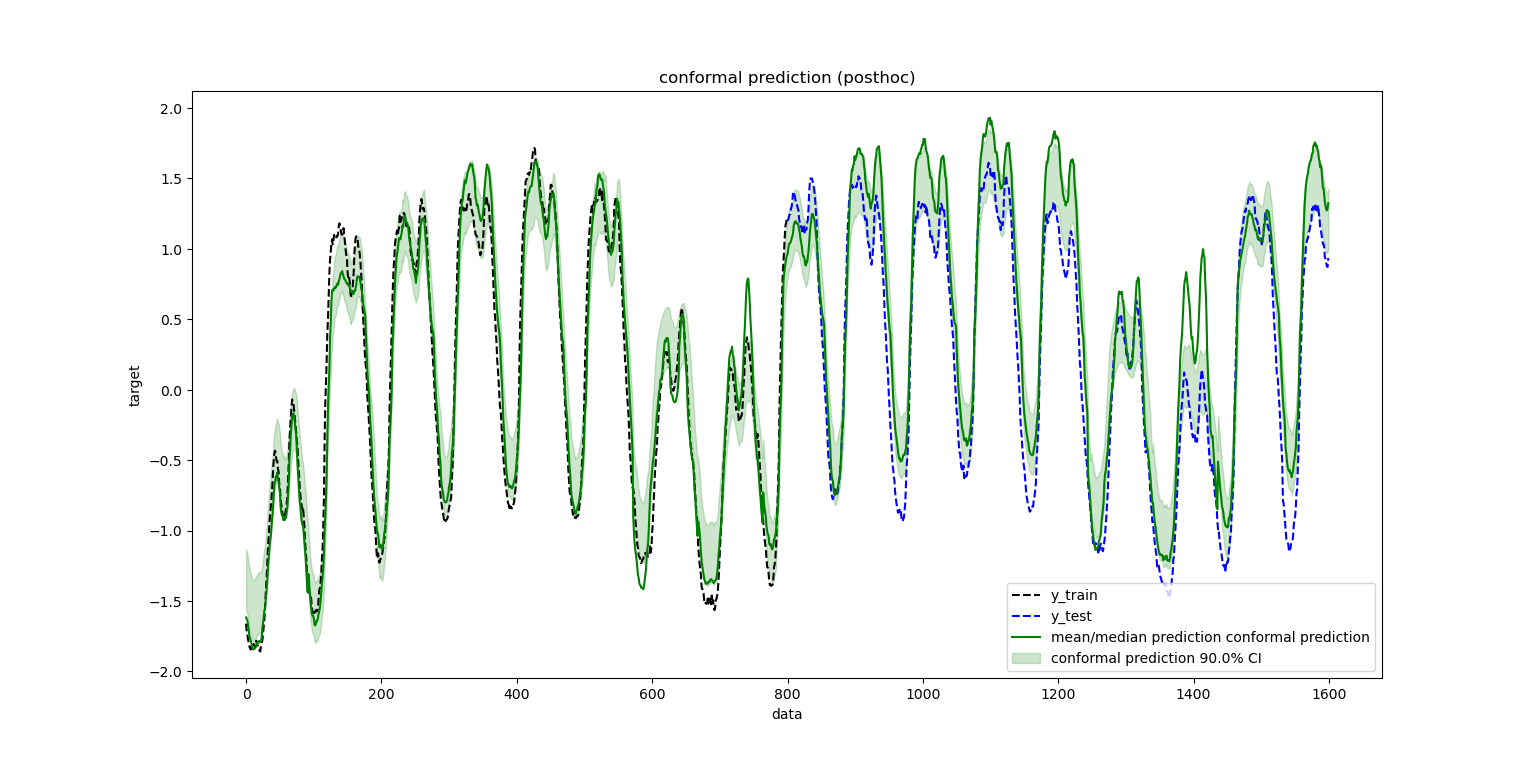 conformal prediction (posthoc)
2.0
1.5
1.0
0.5
0.0
−0.5
−1.0
−1.5
−2.0
target
0 200 400 600 800 1000 1200 1400 1600
data
y_train
y_test
mean/median prediction conformal prediction
conformal prediction 90.0% CI